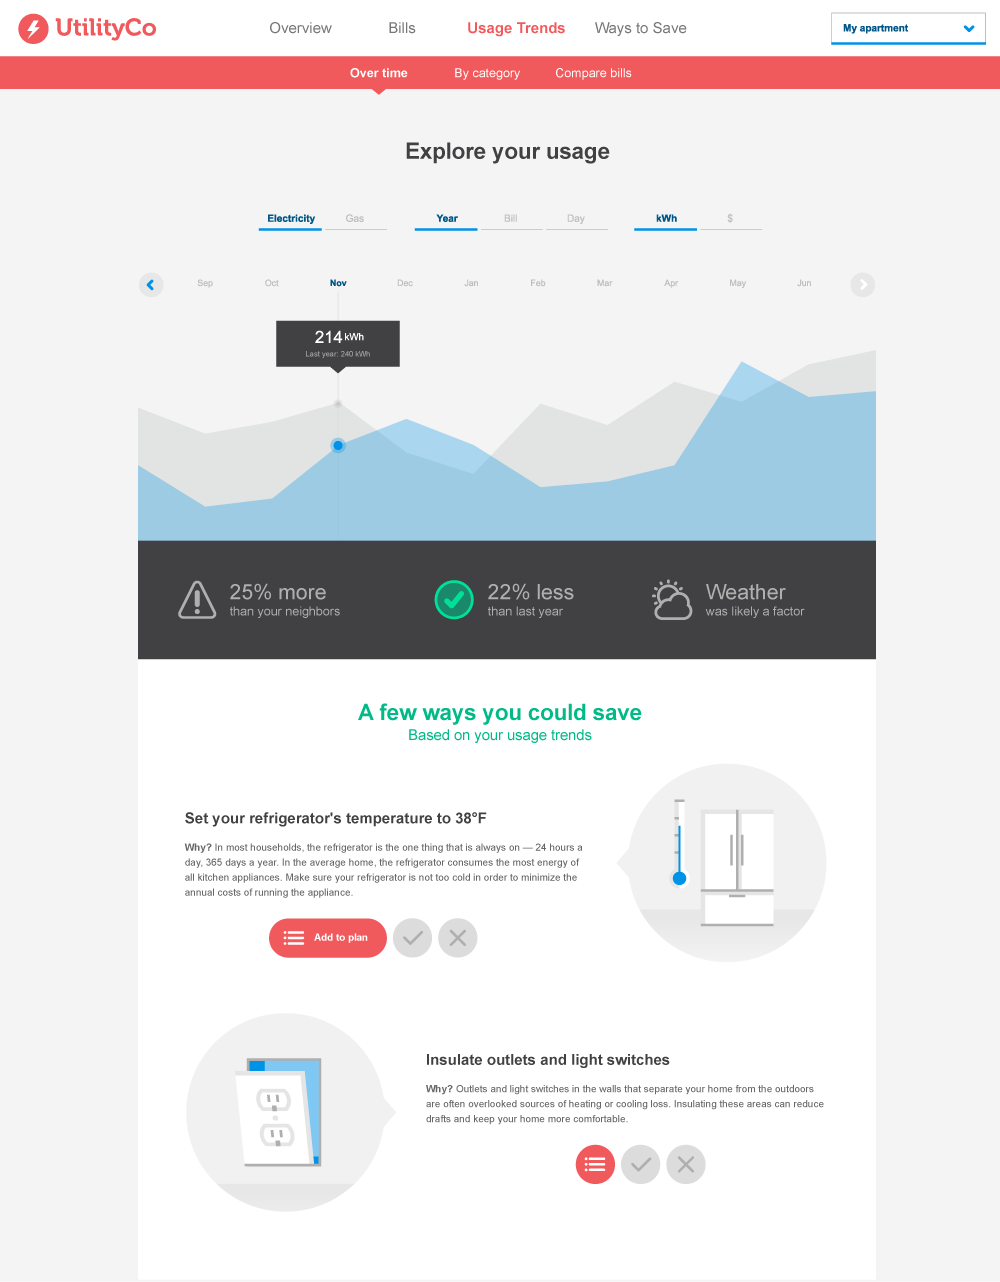 UtilityCo
Overview Bills Usage Trends Ways to Save
My apartment
Over time By category Compare bills
Explore your usage
Electricity Gas Year Bill Day kWh $
Sep Oct Nov Dec Jan Feb Mar Apr May Jun
214 kWh
Last year: 240 kWh
25% more
than your neighbors
22% less
than last year
Weather
was likely a factor
A few ways you could save
Based on your usage trends
Set your refrigerator's temperature to 38°F
Why? In most households, the refrigerator is the one thing that is always on — 24 hours a
day, 365 days a year. In the average home, the refrigerator consumes the most energy of
all kitchen appliances. Make sure your refrigerator is not too cold in order to minimize the
annual costs of running the appliance.
Add to plan
Insulate outlets and light switches
Why? Outlets and light switches in the walls that separate your home from the outdoors
are often overlooked sources of heating or cooling loss. Insulating these areas can reduce
drafts and keep your home more comfortable.